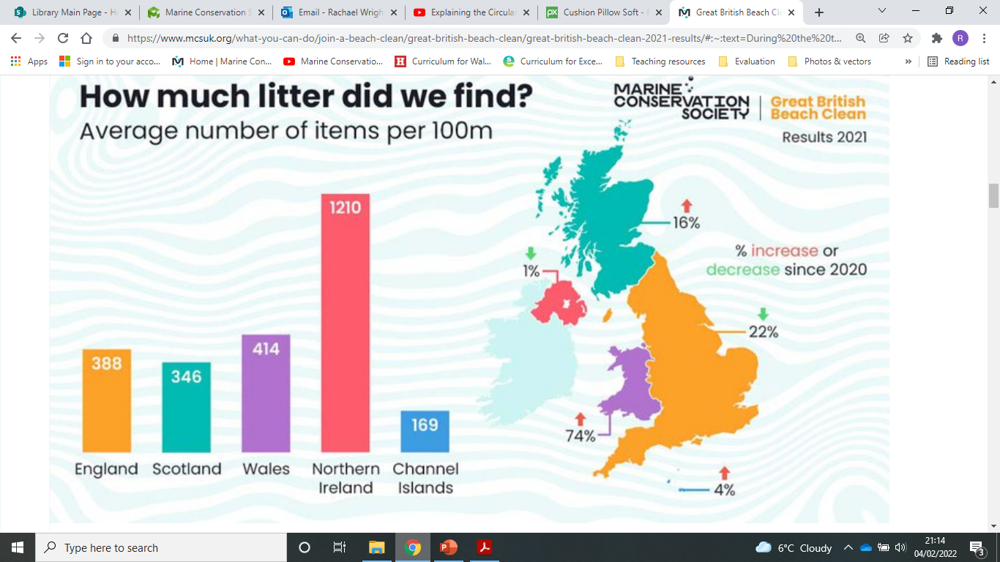 Library Main Page - H
Marine Conservation S
Email - Rachael Wrigh
Explaining the Circula
Cushion Pillow Soft - F
Great British Beach Cl
https://www.mcsuk.org/what-you-can-do/join-a-beach-clean/great-british-beach-clean/great-british-beach-clean-2021-results/#:~:text=During%20the%20t...
R
Apps
Sign in to your acco...
Home | Marine Con...
Marine Conservatio...
Curriculum for Wal...
Curriculum for Exce...
Teaching resources
Evaluation
Photos & vectors
»
Reading list
How much litter did we find?
Average number of items per 100m
MARINE
CONSERVATION
SOCIETY
Great British
Beach Clean
Results 2021
1210
388
346
414
169
England
Scotland
Wales
Northern
Ireland
Channel
Islands
16%
% increase or
decrease since 2020
1%
22%
74%
4%
Type here to search
6°C Cloudy
21:14
04/02/2022
3